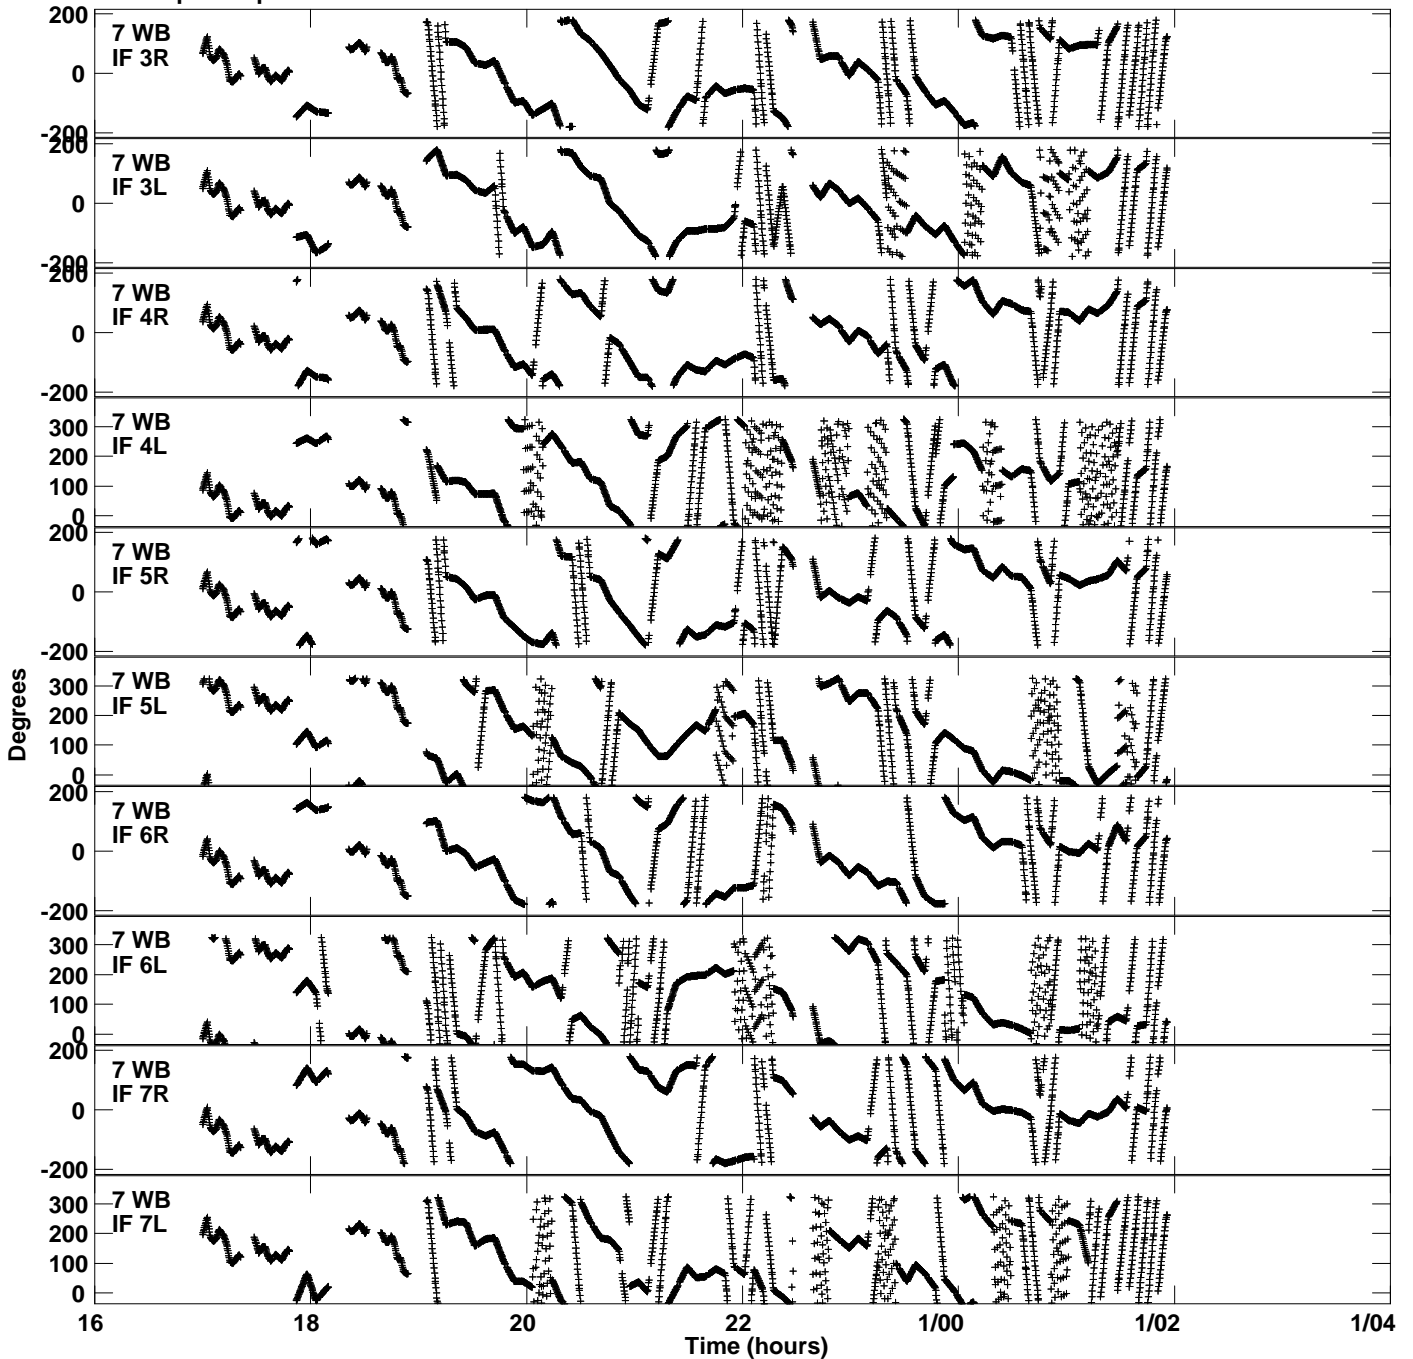 200
0
-200
7 WB
IF 3R
200
0
-200
7 WB
IF 3L
200
0
-200
7 WB
IF 4R
300
200
100
0
7 WB
IF 4L
200
0
-200
7 WB
IF 5R
300
200
100
0
7 WB
IF 5L
200
0
-200
7 WB
IF 6R
300
200
100
0
7 WB
IF 6L
200
0
-200
7 WB
IF 7R
300
200
100
0
7 WB
IF 7L
Degrees
16 18 20 22 1/00 1/02 1/04
Time (hours)